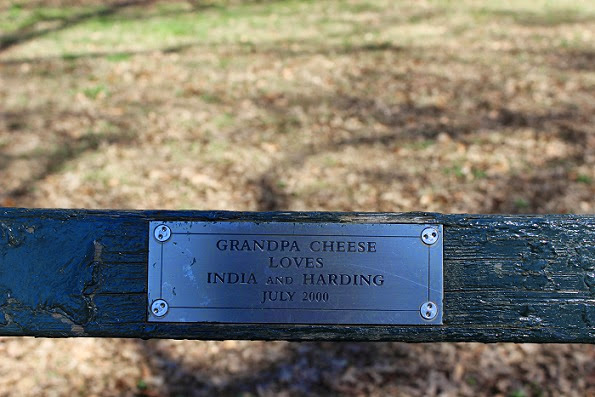 GRANDPA CHEESE
LOVES
INDIA AND HARDING
JULY 2000